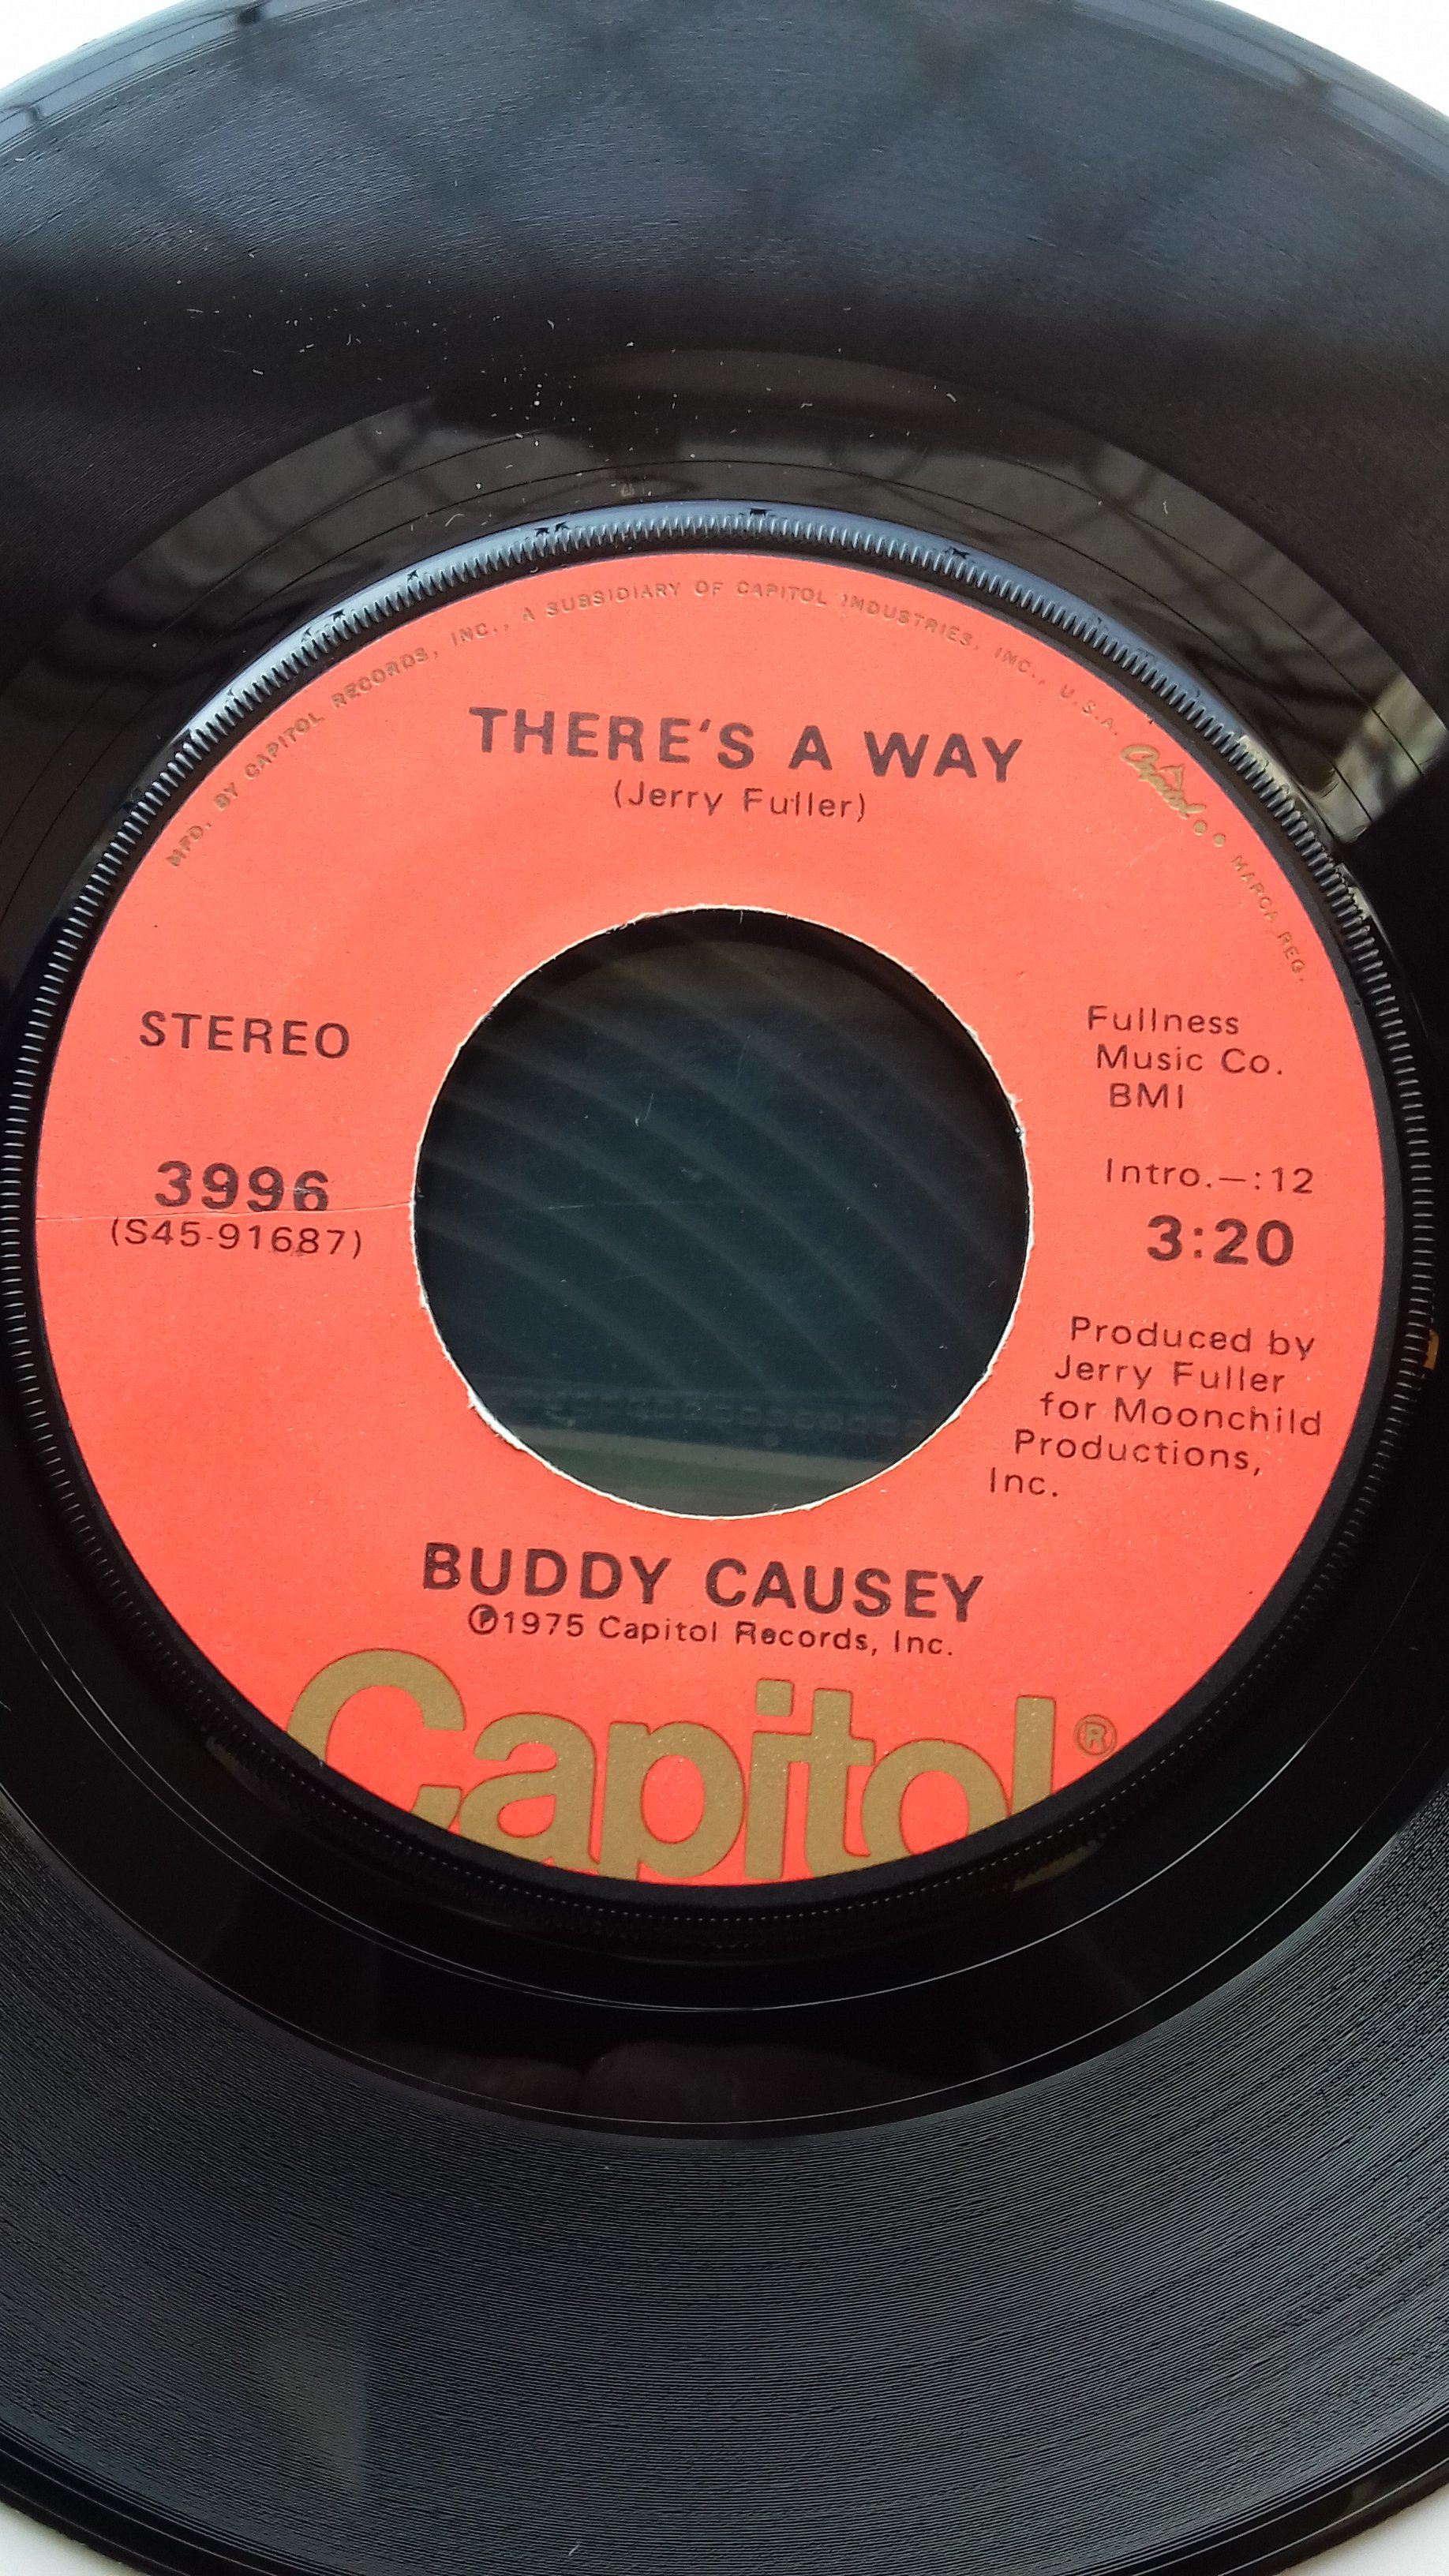 MFD. BY CAPITOL RECORDS, INC., A SUBSIDIARY OF CAPITOL INDUSTRIES, INC., U.S.A. Capitol • • MARCA REG.
THERE'S A WAY
(Jerry Fuller)
STEREO
3996
(S45-91687)
Fullness
Music Co.
BMI
Intro.—:12
3:20
Produced by
Jerry Fuller
for Moonchild
Productions,
Inc.
BUDDY CAUSEY
℗1975 Capitol Records, Inc.
Capitol®